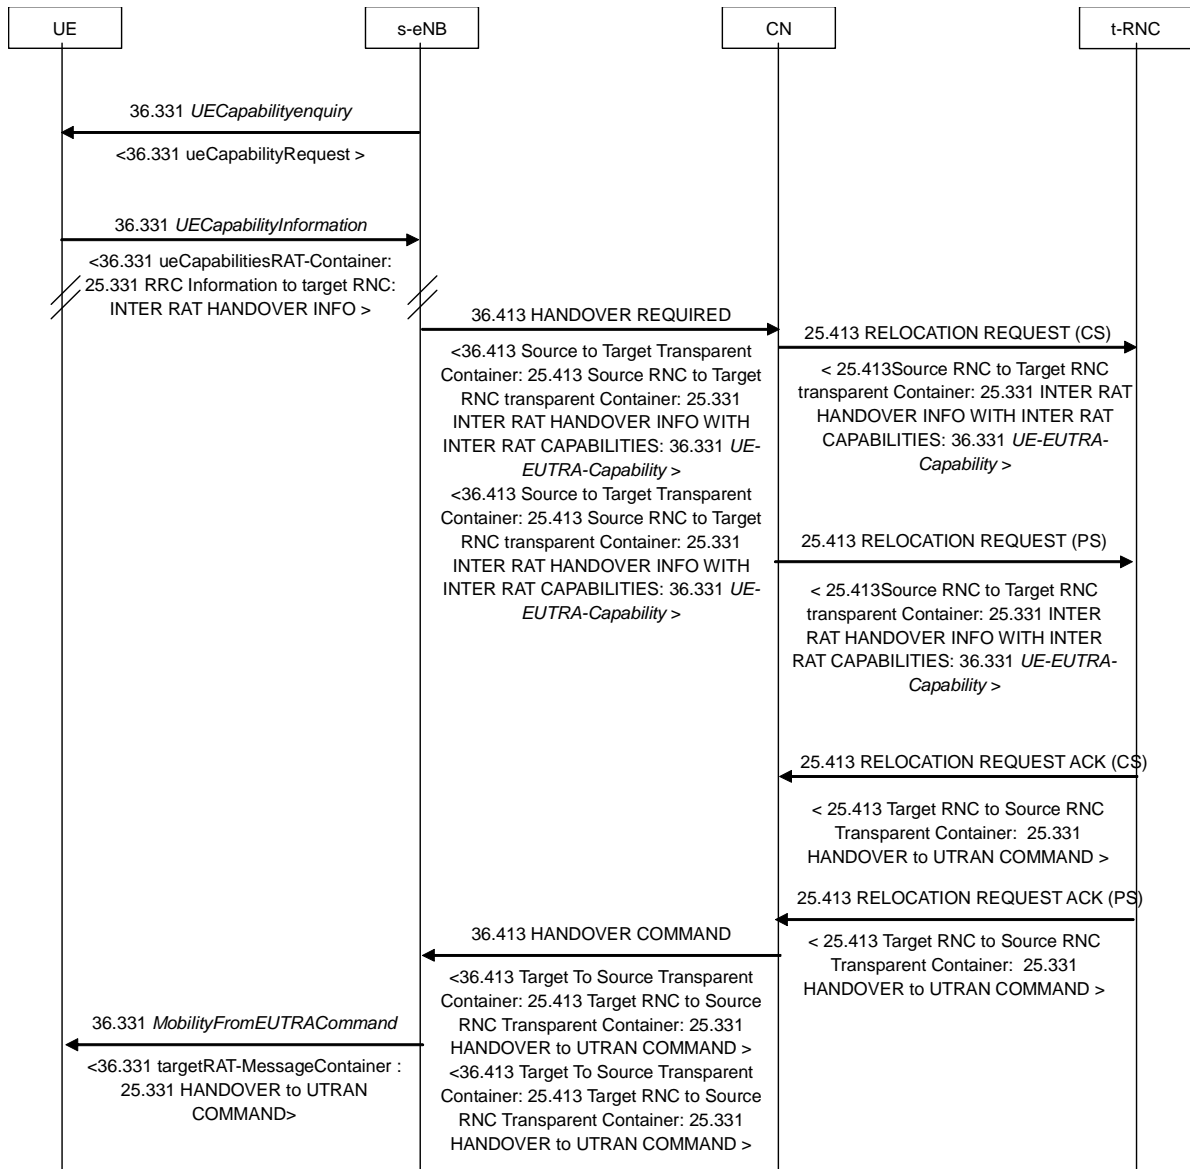 UE
s-eNB
CN
t-RNC
36.331 UECapabilityenquiry
<36.331 ueCapabilityRequest >
36.331 UECapabilityInformation
<36.331 ueCapabilitiesRAT-Container:
25.331 RRC Information to target RNC:
INTER RAT HANDOVER INFO >
36.413 HANDOVER REQUIRED
<36.413 Source to Target Transparent
Container: 25.413 Source RNC to Target
RNC transparent Container: 25.331
INTER RAT HANDOVER INFO WITH
INTER RAT CAPABILITIES: 36.331 UE-
EUTRA-Capability >
<36.413 Source to Target Transparent
Container: 25.413 Source RNC to Target
RNC transparent Container: 25.331
INTER RAT HANDOVER INFO WITH
INTER RAT CAPABILITIES: 36.331 UE-
EUTRA-Capability >
25.413 RELOCATION REQUEST (CS)
< 25.413Source RNC to Target RNC
transparent Container: 25.331 INTER RAT
HANDOVER INFO WITH INTER RAT
CAPABILITIES: 36.331 UE-EUTRA-
Capability >
25.413 RELOCATION REQUEST (PS)
< 25.413Source RNC to Target RNC
transparent Container: 25.331 INTER
RAT HANDOVER INFO WITH INTER
RAT CAPABILITIES: 36.331 UE-EUTRA-
Capability >
25.413 RELOCATION REQUEST ACK (CS)
< 25.413 Target RNC to Source RNC
Transparent Container:  25.331
HANDOVER to UTRAN COMMAND >
25.413 RELOCATION REQUEST ACK (PS)
< 25.413 Target RNC to Source RNC
Transparent Container:  25.331
HANDOVER to UTRAN COMMAND >
36.413 HANDOVER COMMAND
<36.413 Target To Source Transparent
Container: 25.413 Target RNC to Source
RNC Transparent Container: 25.331
HANDOVER to UTRAN COMMAND >
<36.413 Target To Source Transparent
Container: 25.413 Target RNC to Source
RNC Transparent Container: 25.331
HANDOVER to UTRAN COMMAND >
36.331 MobilityFromEUTRACommand
<36.331 targetRAT-MessageContainer :
25.331 HANDOVER to UTRAN
COMMAND>